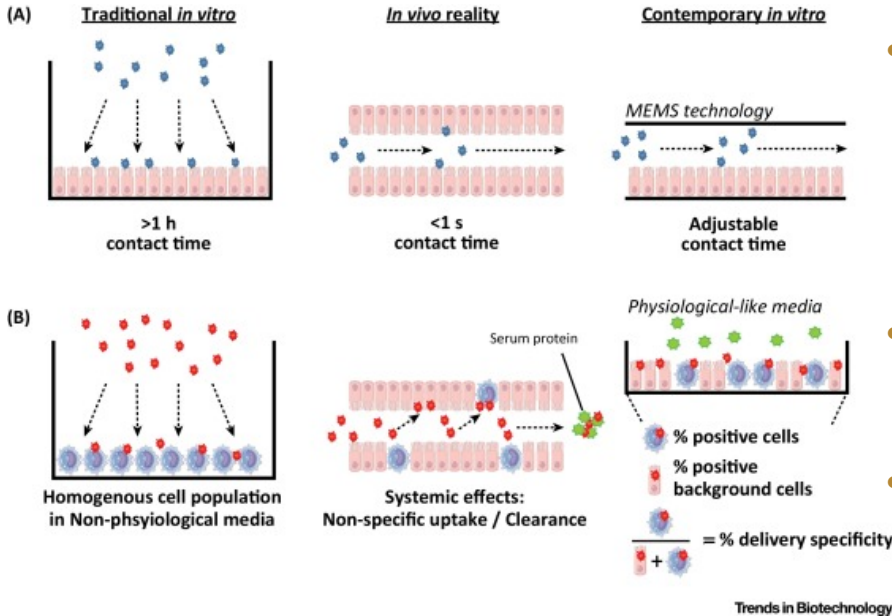 (A)
Traditional in vitro
In vivo reality
Contemporary in vitro
MEMS technology
>1 h
contact time
<1 s
contact time
Adjustable
contact time
(B)
Physiological-like media
Serum protein
Homogenous cell population
in Non-phsyiological media
Systemic effects:
Non-specific uptake / Clearance
% positive cells
% positive
background cells
+
= % delivery specificity
Trends in Biotechnology